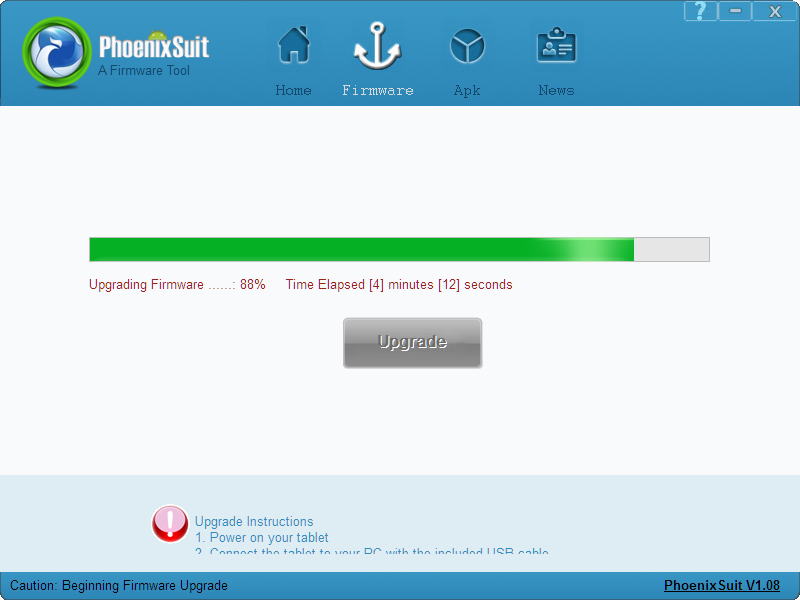 PhoenixSuit
A Firmware Tool
Home
Firmware
Apk
News
Upgrading Firmware ......: 88% Time Elapsed [4] minutes [12] seconds
Upgrade
Upgrade Instructions
1. Power on your tablet
2. Connect the tablet to your PC with the included USB cable
Caution: Beginning Firmware Upgrade
PhoenixSuit V1.08